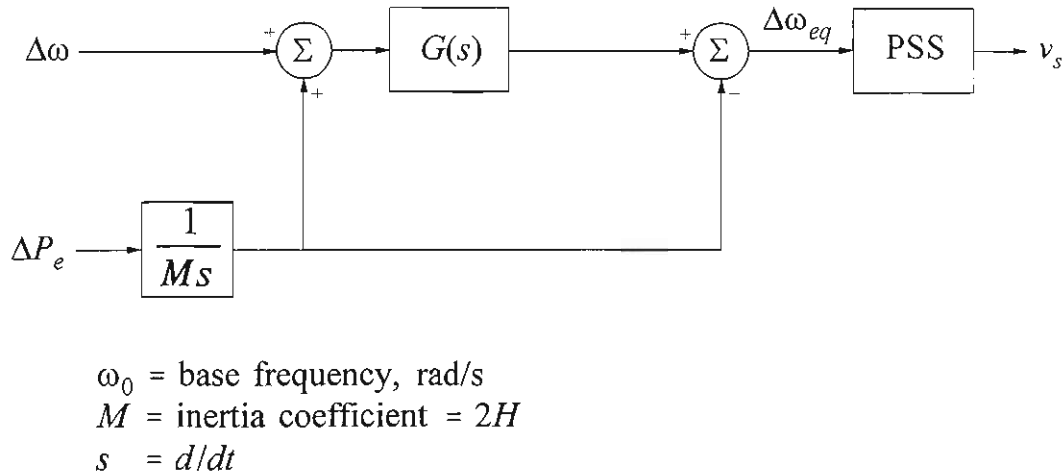 Δω
+
Σ
+
G(s)
+
Σ
−
Δω_eq
PSS
v_s
ΔP_e
1
Ms
ω_0 = base frequency, rad/s
M = inertia coefficient = 2H
s = d/dt